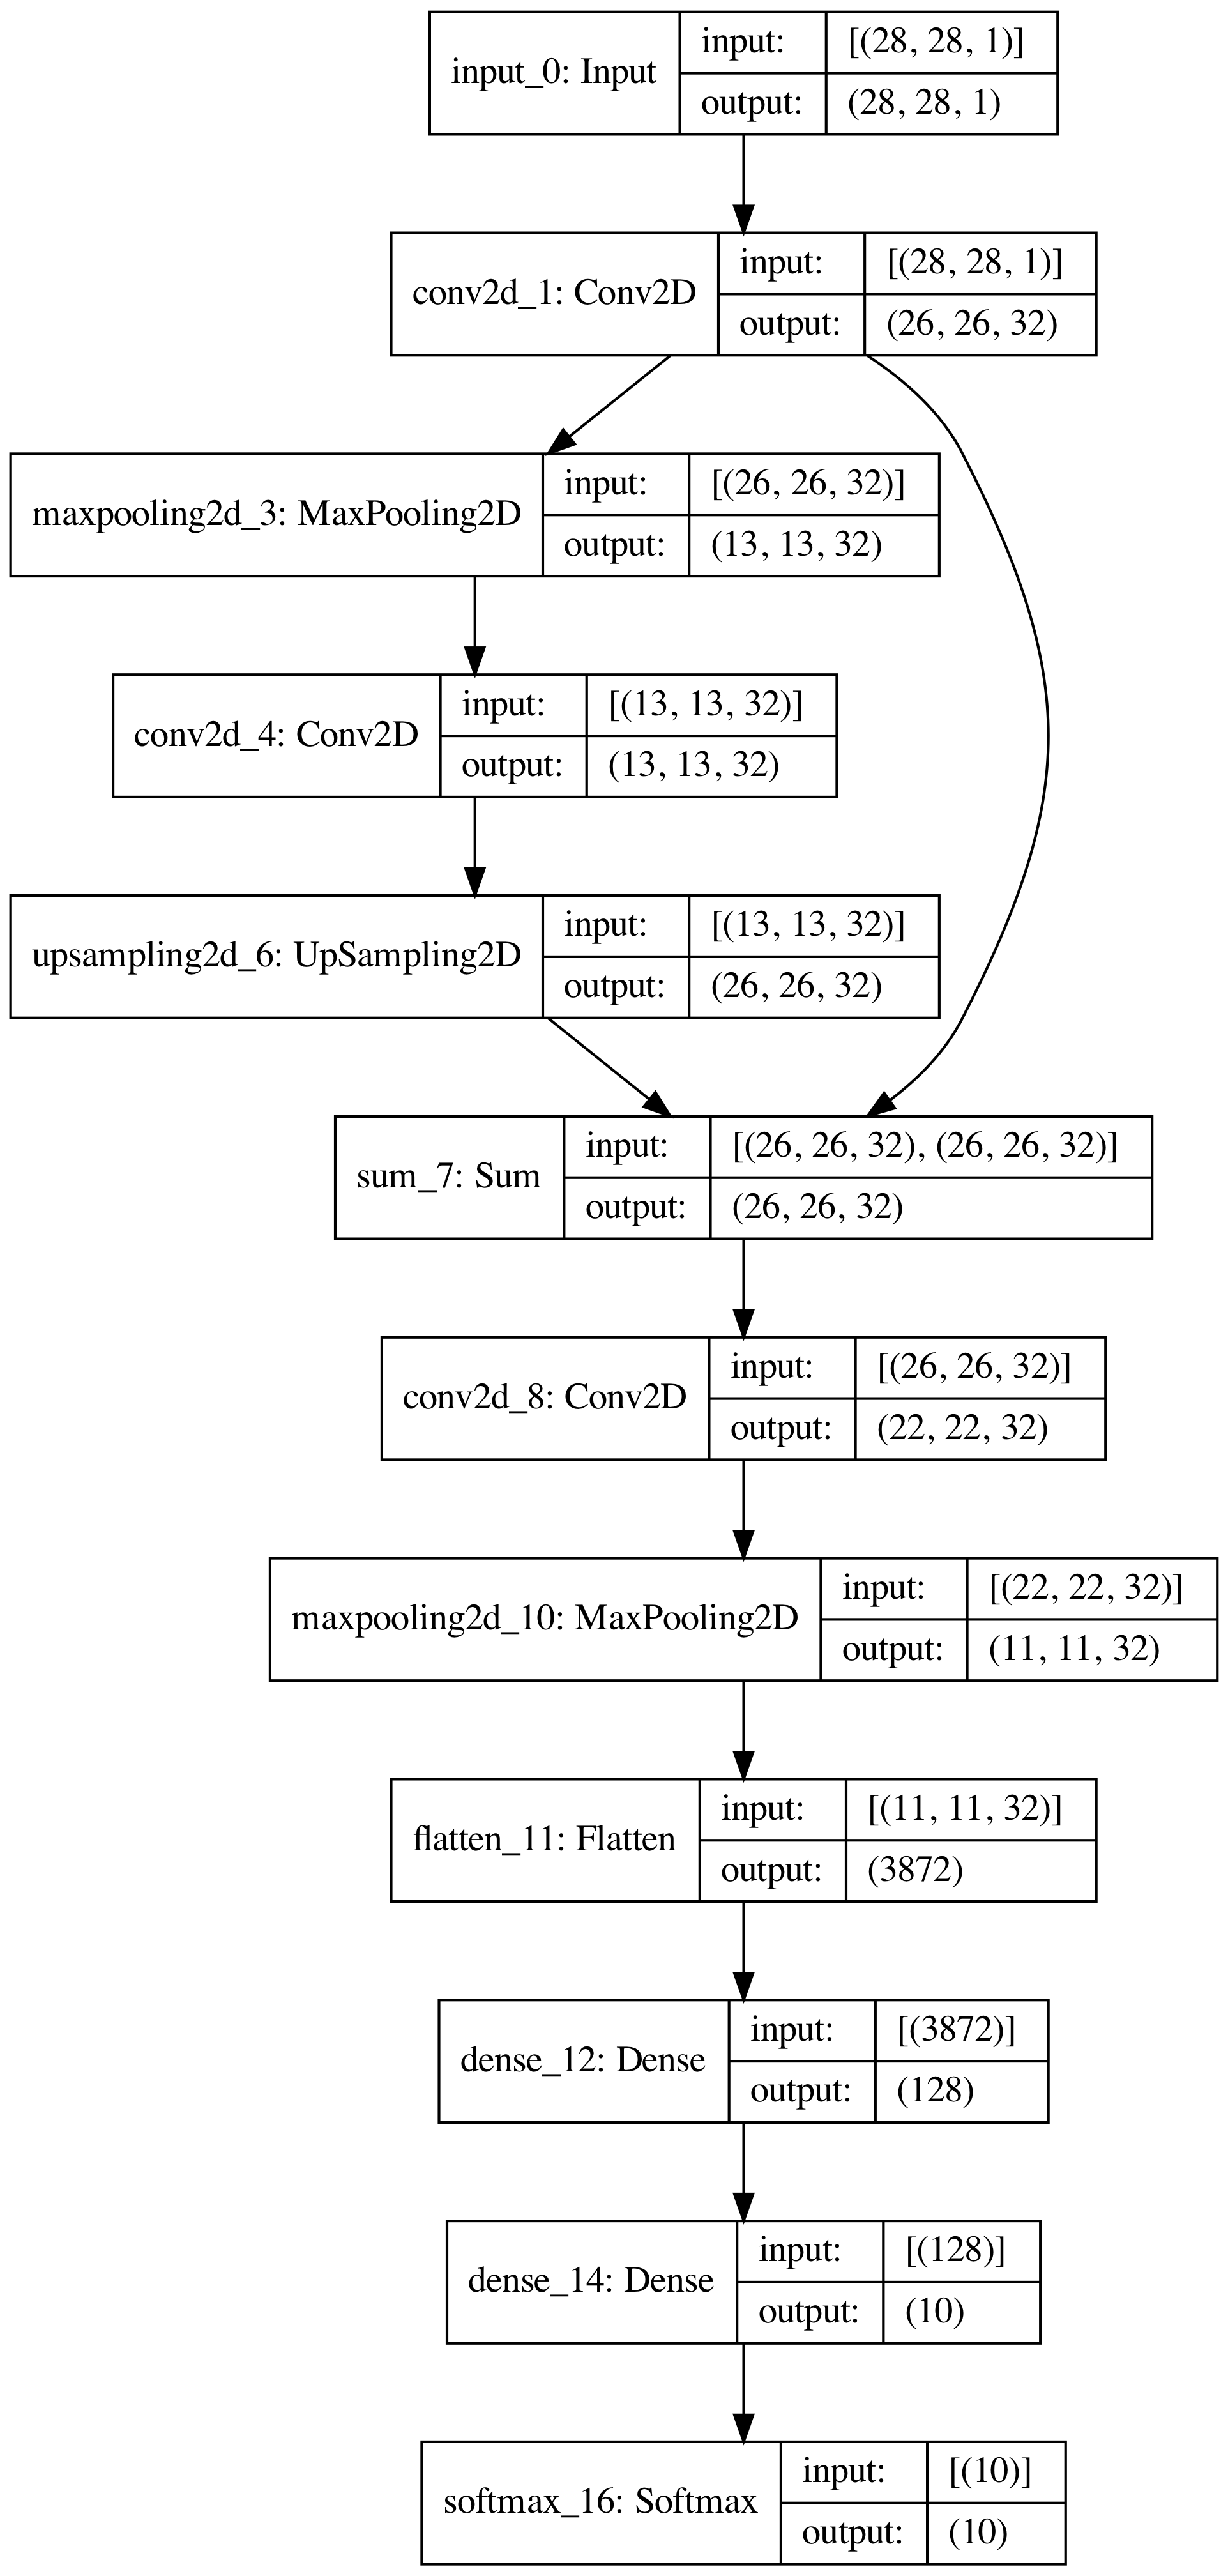 input_0: Input
input:
[(28, 28, 1)]
output:
(28, 28, 1)
conv2d_1: Conv2D
input:
[(28, 28, 1)]
output:
(26, 26, 32)
maxpooling2d_3: MaxPooling2D
input:
[(26, 26, 32)]
output:
(13, 13, 32)
conv2d_4: Conv2D
input:
[(13, 13, 32)]
output:
(13, 13, 32)
upsampling2d_6: UpSampling2D
input:
[(13, 13, 32)]
output:
(26, 26, 32)
sum_7: Sum
input:
[(26, 26, 32), (26, 26, 32)]
output:
(26, 26, 32)
conv2d_8: Conv2D
input:
[(26, 26, 32)]
output:
(22, 22, 32)
maxpooling2d_10: MaxPooling2D
input:
[(22, 22, 32)]
output:
(11, 11, 32)
flatten_11: Flatten
input:
[(11, 11, 32)]
output:
(3872)
dense_12: Dense
input:
[(3872)]
output:
(128)
dense_14: Dense
input:
[(128)]
output:
(10)
softmax_16: Softmax
input:
[(10)]
output:
(10)